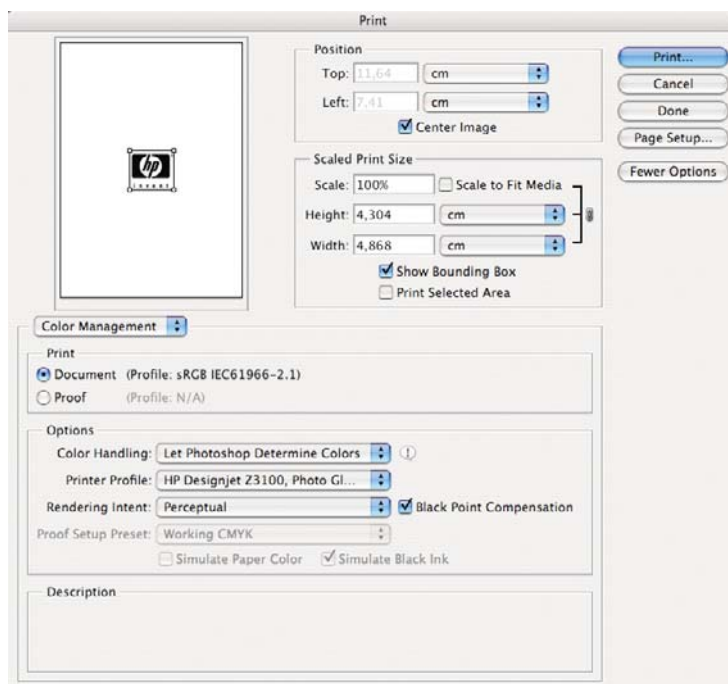 Print
hp
invent
Position
Top: 11,64 cm
Left: 7,41 cm
Center Image
Scaled Print Size
Scale: 100% Scale to Fit Media
Height: 4,304 cm
Width: 4,868 cm
Show Bounding Box
Print Selected Area
Print...
Cancel
Done
Page Setup...
Fewer Options
Color Management
Print
Document (Profile: sRGB IEC61966-2.1)
Proof (Profile: N/A)
Options
Color Handling: Let Photoshop Determine Colors
Printer Profile: HP Designjet Z3100, Photo Gl...
Rendering Intent: Perceptual Black Point Compensation
Proof Setup Preset: Working CMYK
Simulate Paper Color Simulate Black Ink
Description